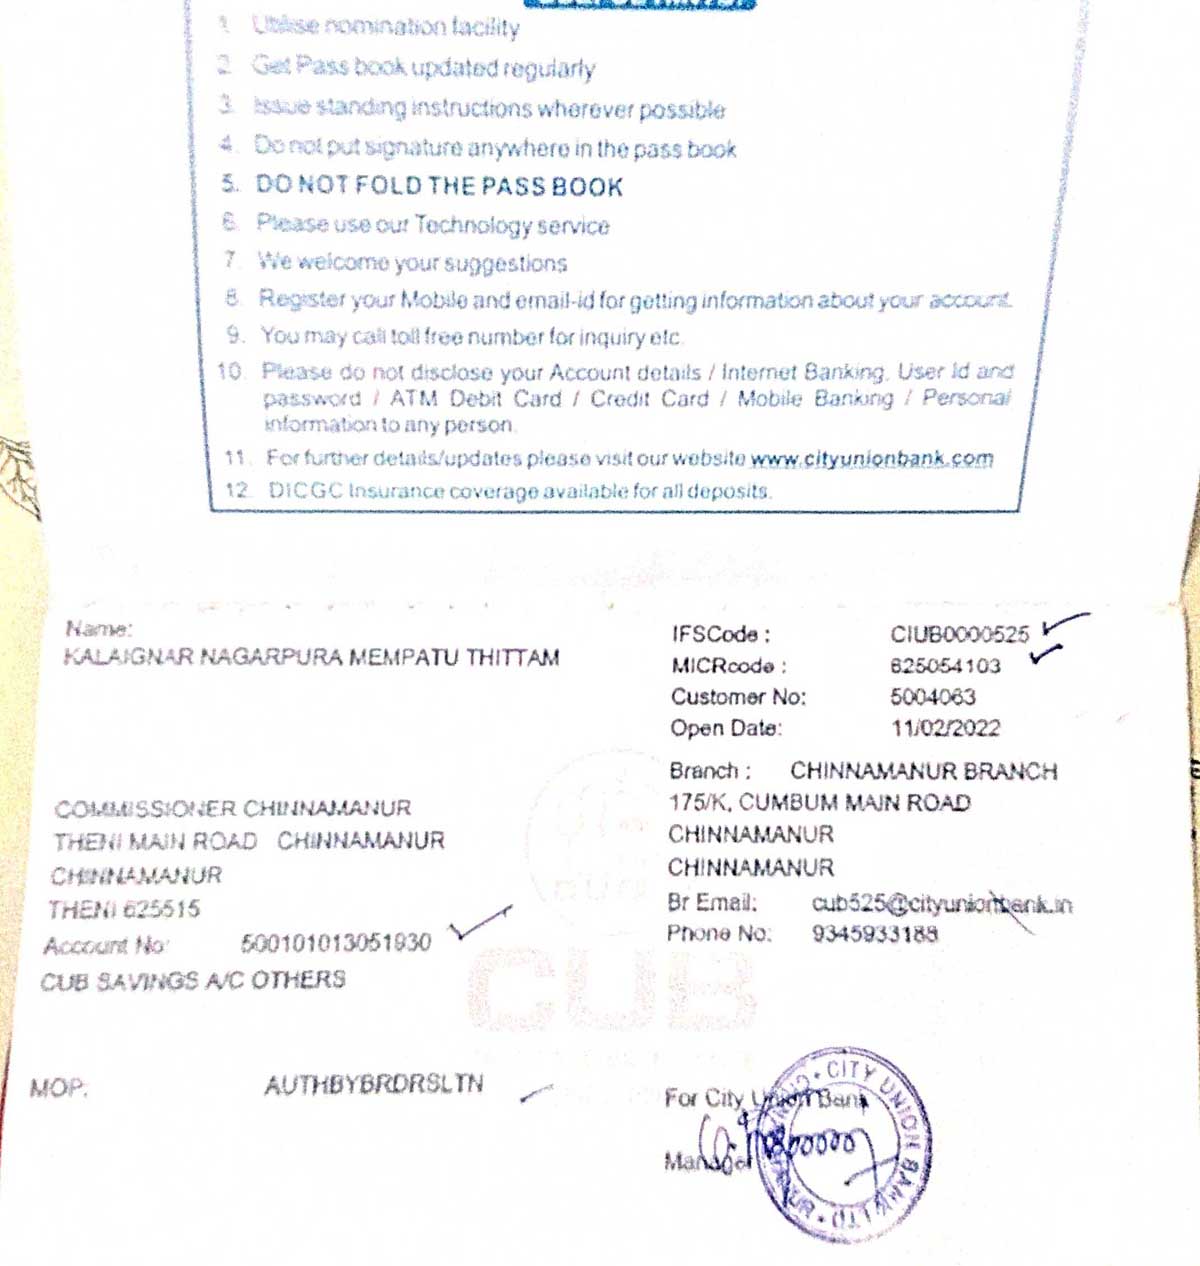 1. Utilise nomination facility
2. Get Pass book updated regularly
3. Issue standing instructions wherever possible
4. Do not put signature anywhere in the pass book
5. DO NOT FOLD THE PASS BOOK
6. Please use our Technology service
7. We welcome your suggestions
8. Register your Mobile and email-id for getting information about your account.
9. You may call toll free number for inquiry etc.
10. Please do not disclose your Account details / Internet Banking, User Id and
password / ATM Debit Card / Credit Card / Mobile Banking / Personal
information to any person.
11. For further details/updates please visit our website www.cityunionbank.com
12. DICGC Insurance coverage available for all deposits.
Name:
KALAIGNAR NAGARPURA MEMPATU THITTAM
COMMISSIONER CHINNAMANUR
THENI MAIN ROAD CHINNAMANUR
CHINNAMANUR
THENI 625515
Account No: 500101013051930
CUB SAVINGS A/C OTHERS
MOP: AUTHBYBRDRSLTN
IFSCode : CIUB0000525
MICRcode : 625054103
Customer No: 5004063
Open Date: 11/02/2022
Branch : CHINNAMANUR BRANCH
175/K, CUMBUM MAIN ROAD
CHINNAMANUR
CHINNAMANUR
Br Email: cub525@cityunionbank.in
Phone No: 9345933188
CUB
For City Union Bank
Manager
CITY UNION BANK LTD